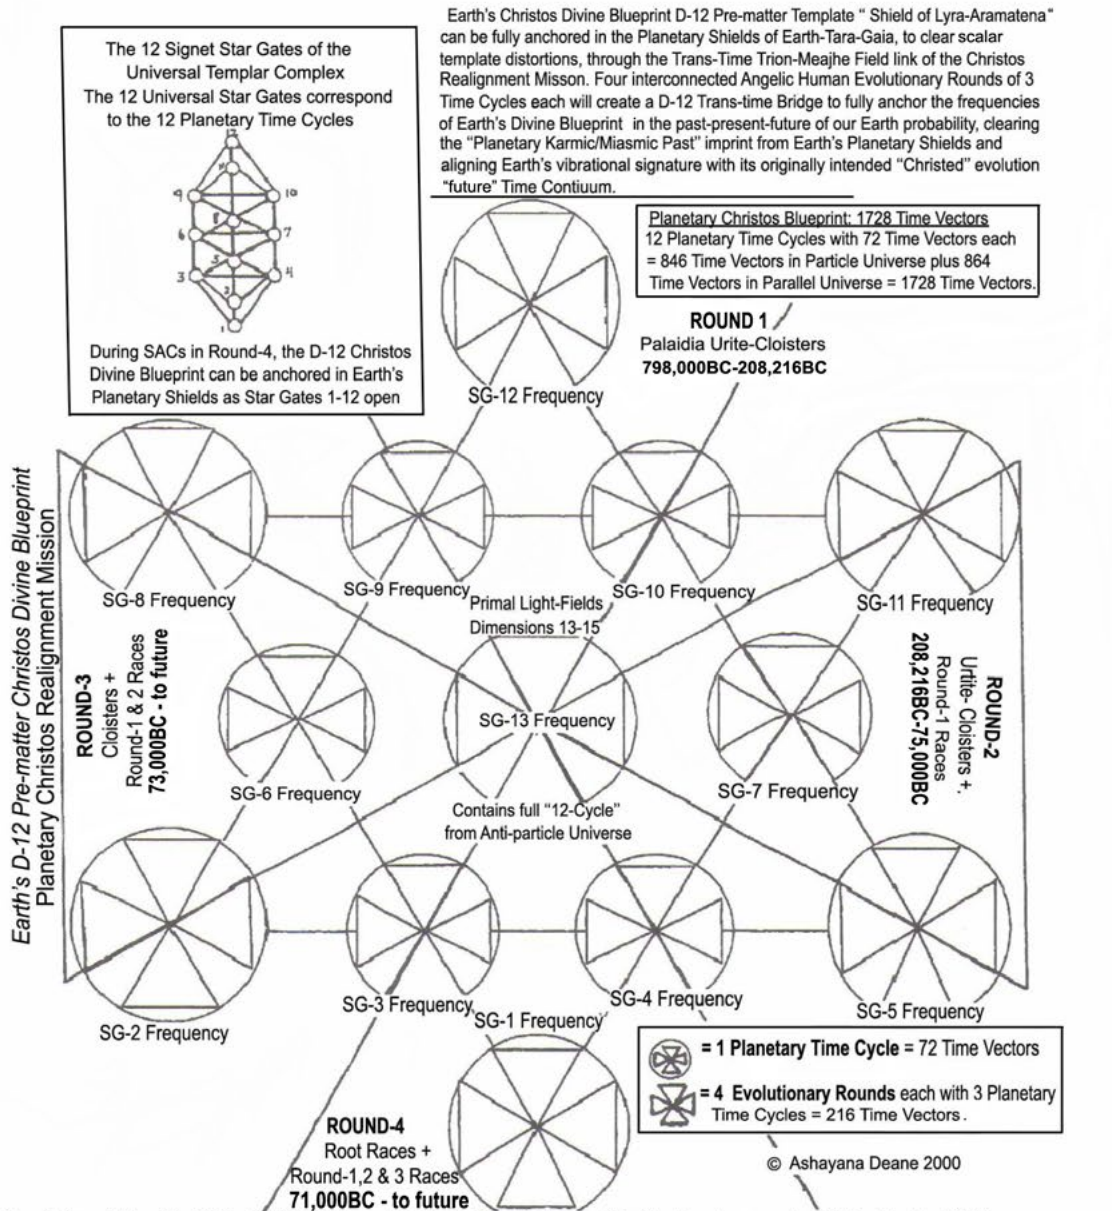 Earth's Christos Divine Blueprint D-12 Pre-matter Template " Shield of Lyra-Aramatena"
can be fully anchored in the Planetary Shields of Earth-Tara-Gaia, to clear scalar
template distortions, through the Trans-Time Trion-Meajhe Field link of the Christos
Realignment Misson. Four interconnected Angelic Human Evolutionary Rounds of 3
Time Cycles each will create a D-12 Trans-time Bridge to fully anchor the frequencies
of Earth's Divine Blueprint in the past-present-future of our Earth probability, clearing
the "Planetary Karmic/Miasmic Past" imprint from Earth's Planetary Shields and
aligning Earth's vibrational signature with its originally intended "Christed" evolution
"future" Time Contiuum.
The 12 Signet Star Gates of the
Universal Templar Complex
The 12 Universal Star Gates correspond
to the 12 Planetary Time Cycles
12
11
9 10
8
6 7
5
3 4
2
1
During SACs in Round-4, the D-12 Christos
Divine Blueprint can be anchored in Earth's
Planetary Shields as Star Gates 1-12 open
Planetary Christos Blueprint: 1728 Time Vectors
12 Planetary Time Cycles with 72 Time Vectors each
= 846 Time Vectors in Particle Universe plus 864
Time Vectors in Parallel Universe = 1728 Time Vectors.
ROUND 1
Palaidia Urite-Cloisters
798,000BC-208,216BC
SG-12 Frequency
SG-8 Frequency
SG-9 Frequency
SG-10 Frequency
SG-11 Frequency
Primal Light-Fields
Dimensions 13-15
SG-13 Frequency
Contains full "12-Cycle"
from Anti-particle Universe
Earth's D-12 Pre-matter Christos Divine Blueprint
Planetary Christos Realignment Mission
ROUND-3
Cloisters +
Round-1 & 2 Races
73,000BC - to future
ROUND-2
Urtite- Cloisters +.
Round-1 Races
208,216BC-75,000BC
SG-6 Frequency
SG-7 Frequency
SG-2 Frequency
SG-3 Frequency
SG-4 Frequency
SG-5 Frequency
SG-1 Frequency
= 1 Planetary Time Cycle = 72 Time Vectors
= 4 Evolutionary Rounds each with 3 Planetary
Time Cycles = 216 Time Vectors.
ROUND-4
Root Races +
Round-1,2 & 3 Races
71,000BC - to future
© Ashayana Deane 2000